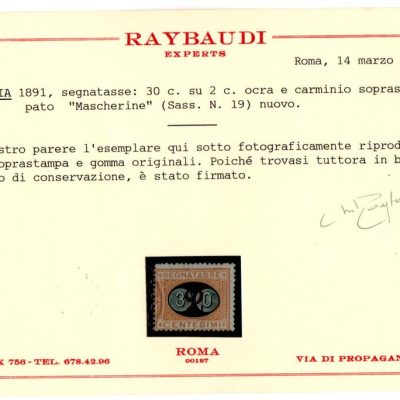 RAYBAUDI
EXPERTS
Roma, 14 marzo
IA 1891, segnatasse: 30 c. su 2 c. ocra e carminio sopras
pato "Mascherine" (Sass. N. 19) nuovo.
stro parere l'esemplare qui sotto fotograficamente riprod
oprastampa e gomma originali. Poiché trovasi tuttora in b
o di conservazione, è stato firmato.
SEGNATASSE
30
CENTESIMI
ROMA
00187
X 756 - TEL. 678.42.96
VIA DI PROPAGAN